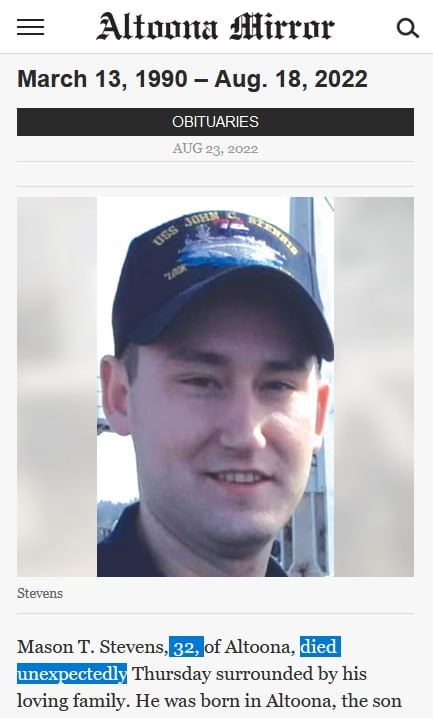 Altoona Mirror
March 13, 1990 – Aug. 18, 2022
OBITUARIES
AUG 23, 2022
USS JOHN C. STENNIS
"LOOK
Stevens
Mason T. Stevens, 32, of Altoona, died
unexpectedly Thursday surrounded by his
loving family. He was born in Altoona, the son